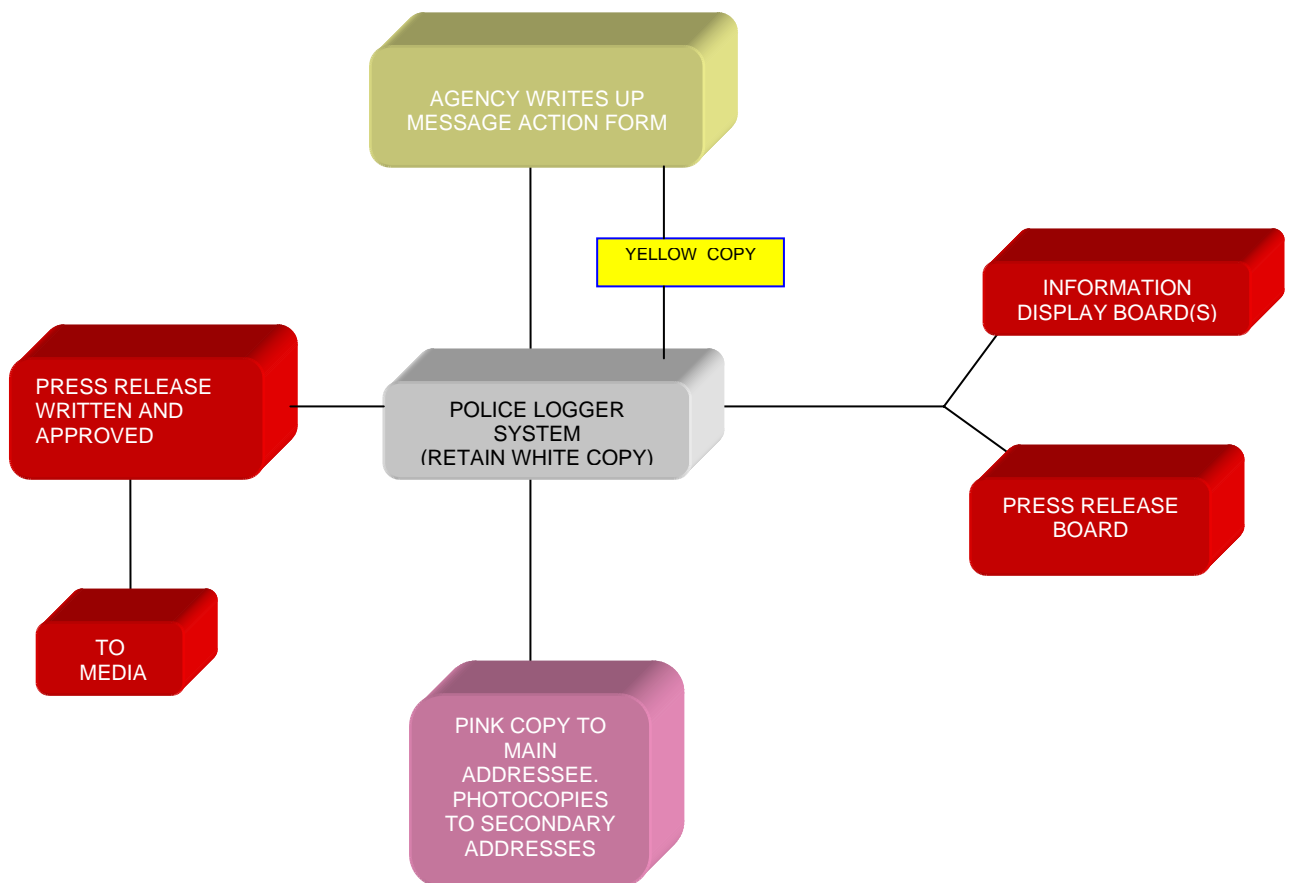 AGENCY WRITES UP
MESSAGE ACTION FORM
YELLOW COPY
INFORMATION
DISPLAY BOARD(S)
PRESS RELEASE
WRITTEN AND
APPROVED
POLICE LOGGER
SYSTEM
(RETAIN WHITE COPY)
PRESS RELEASE
BOARD
TO
MEDIA
PINK COPY TO
MAIN
ADDRESSEE.
PHOTOCOPIES
TO SECONDARY
ADDRESSES